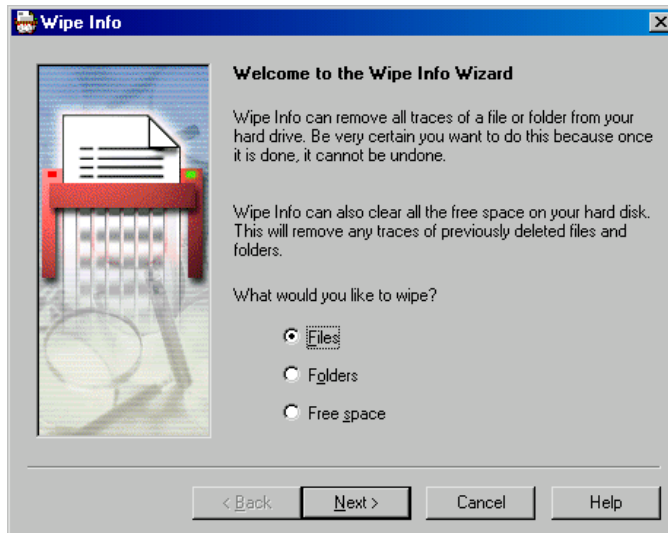 Wipe Info
Welcome to the Wipe Info Wizard
Wipe Info can remove all traces of a file or folder from your
hard drive. Be very certain you want to do this because once
it is done, it cannot be undone.
Wipe Info can also clear all the free space on your hard disk.
This will remove any traces of previously deleted files and
folders.
What would you like to wipe?
Files
Folders
Free space
< Back
Next >
Cancel
Help